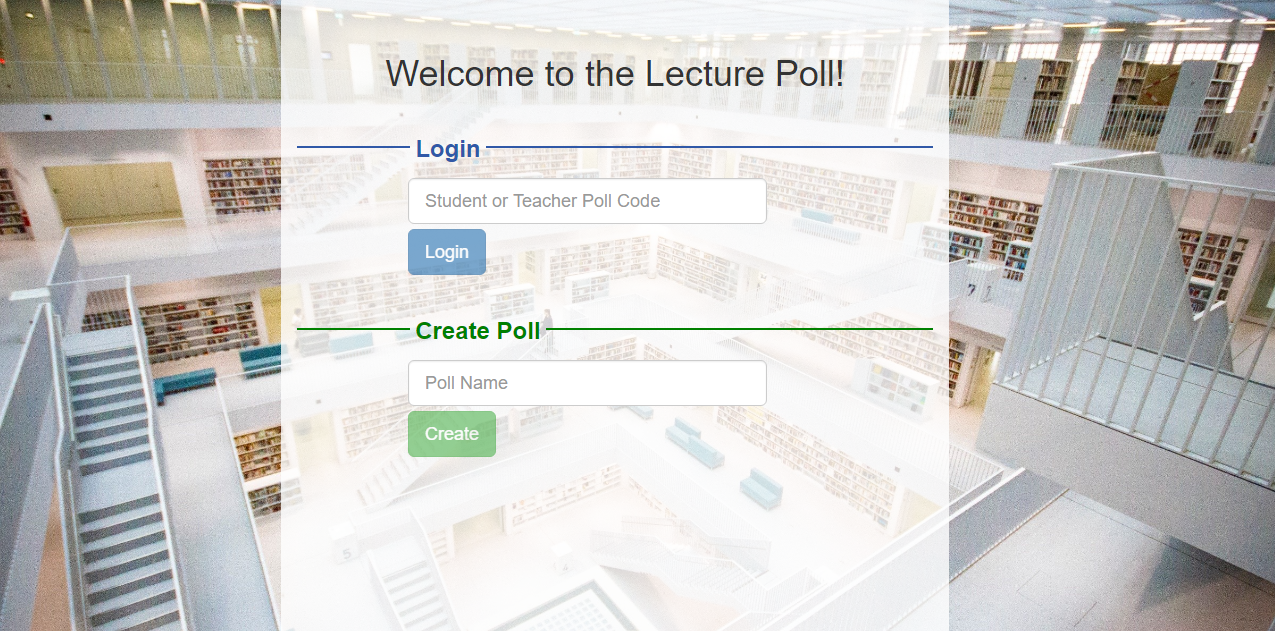 Welcome to the Lecture Poll!
Login
Student or Teacher Poll Code
Login
Create Poll
Poll Name
Create